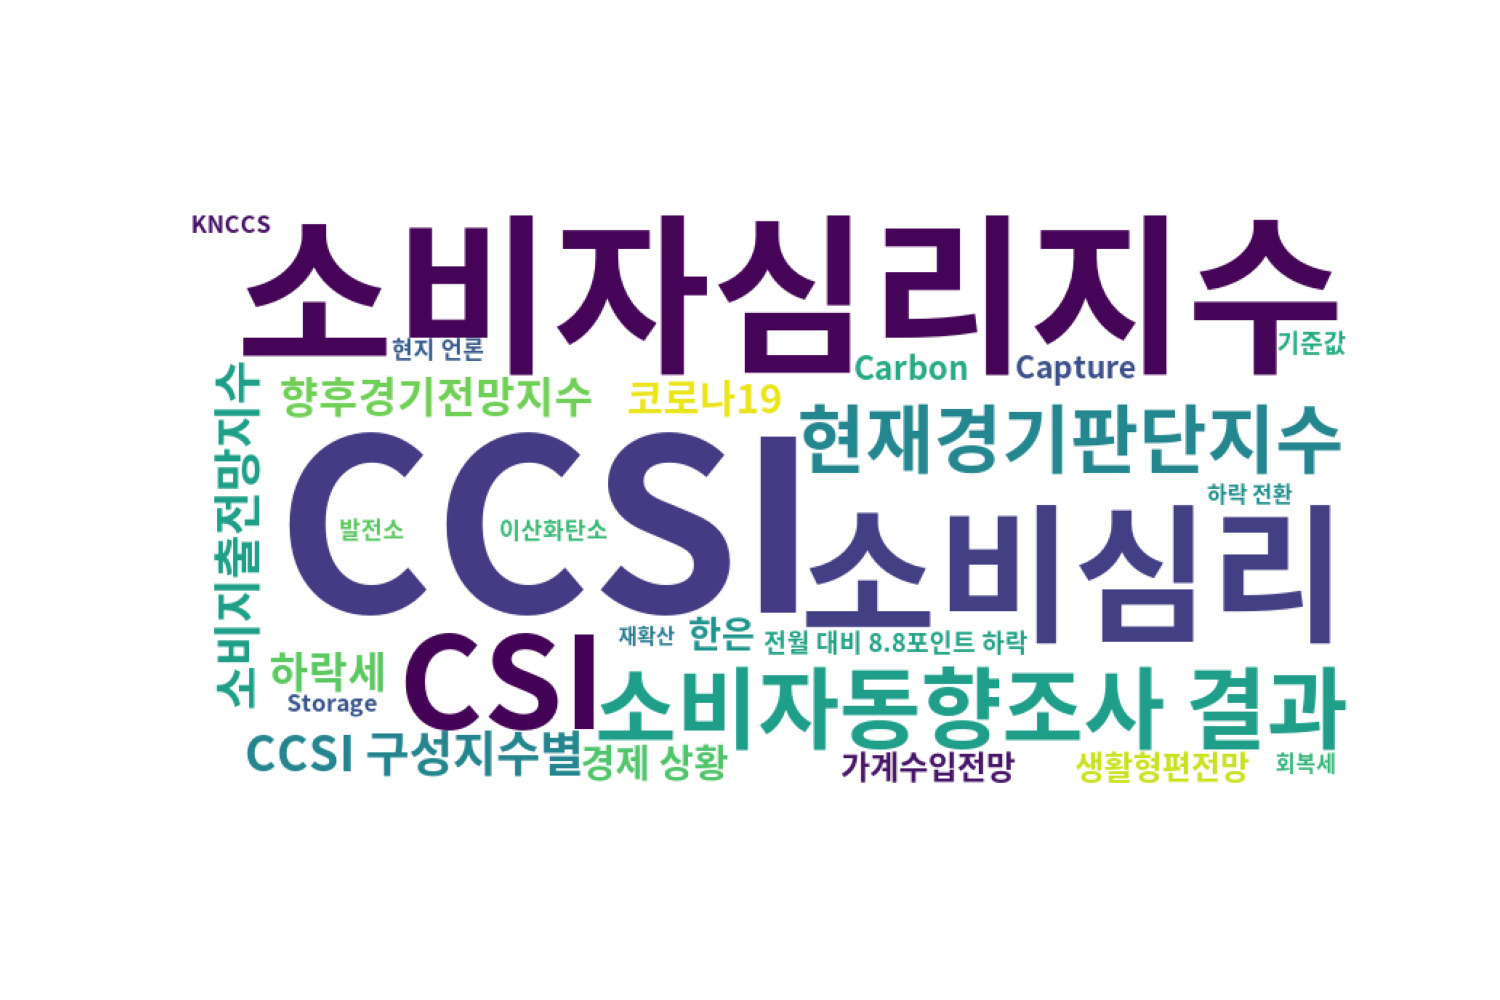 KNCCS
소비자심리지수
현지 언론
기준값
Carbon
Capture
소비지출전망지수
향후경기전망지수
코로나19
현재경기판단지수
CCSI
하락 전환
발전소
이산화탄소
소비심리
재확산
한은
전월 대비 8.8포인트 하락
하락세
CSI
소비자동향조사 결과
Storage
CCSI 구성지수별
경제 상황
가계수입전망
생활형편전망
회복세